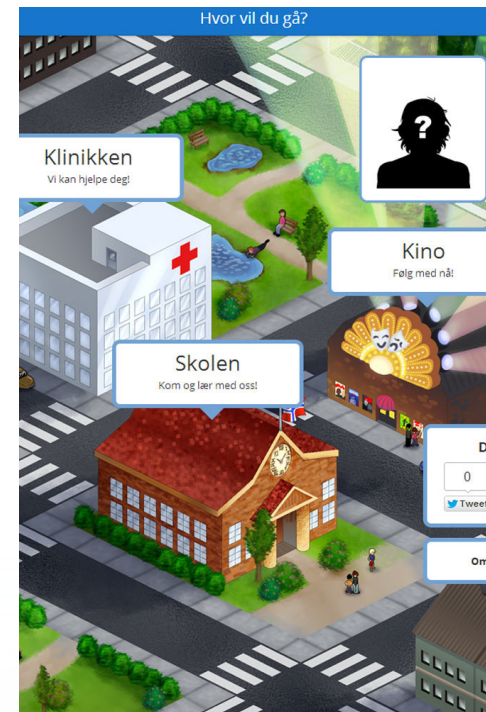 Hvor vil du gå?
?
Klinikken
Vi kan hjelpe deg!
Kino
Følg med nå!
Skolen
Kom og lær med oss!
D
0
Tweet
Om